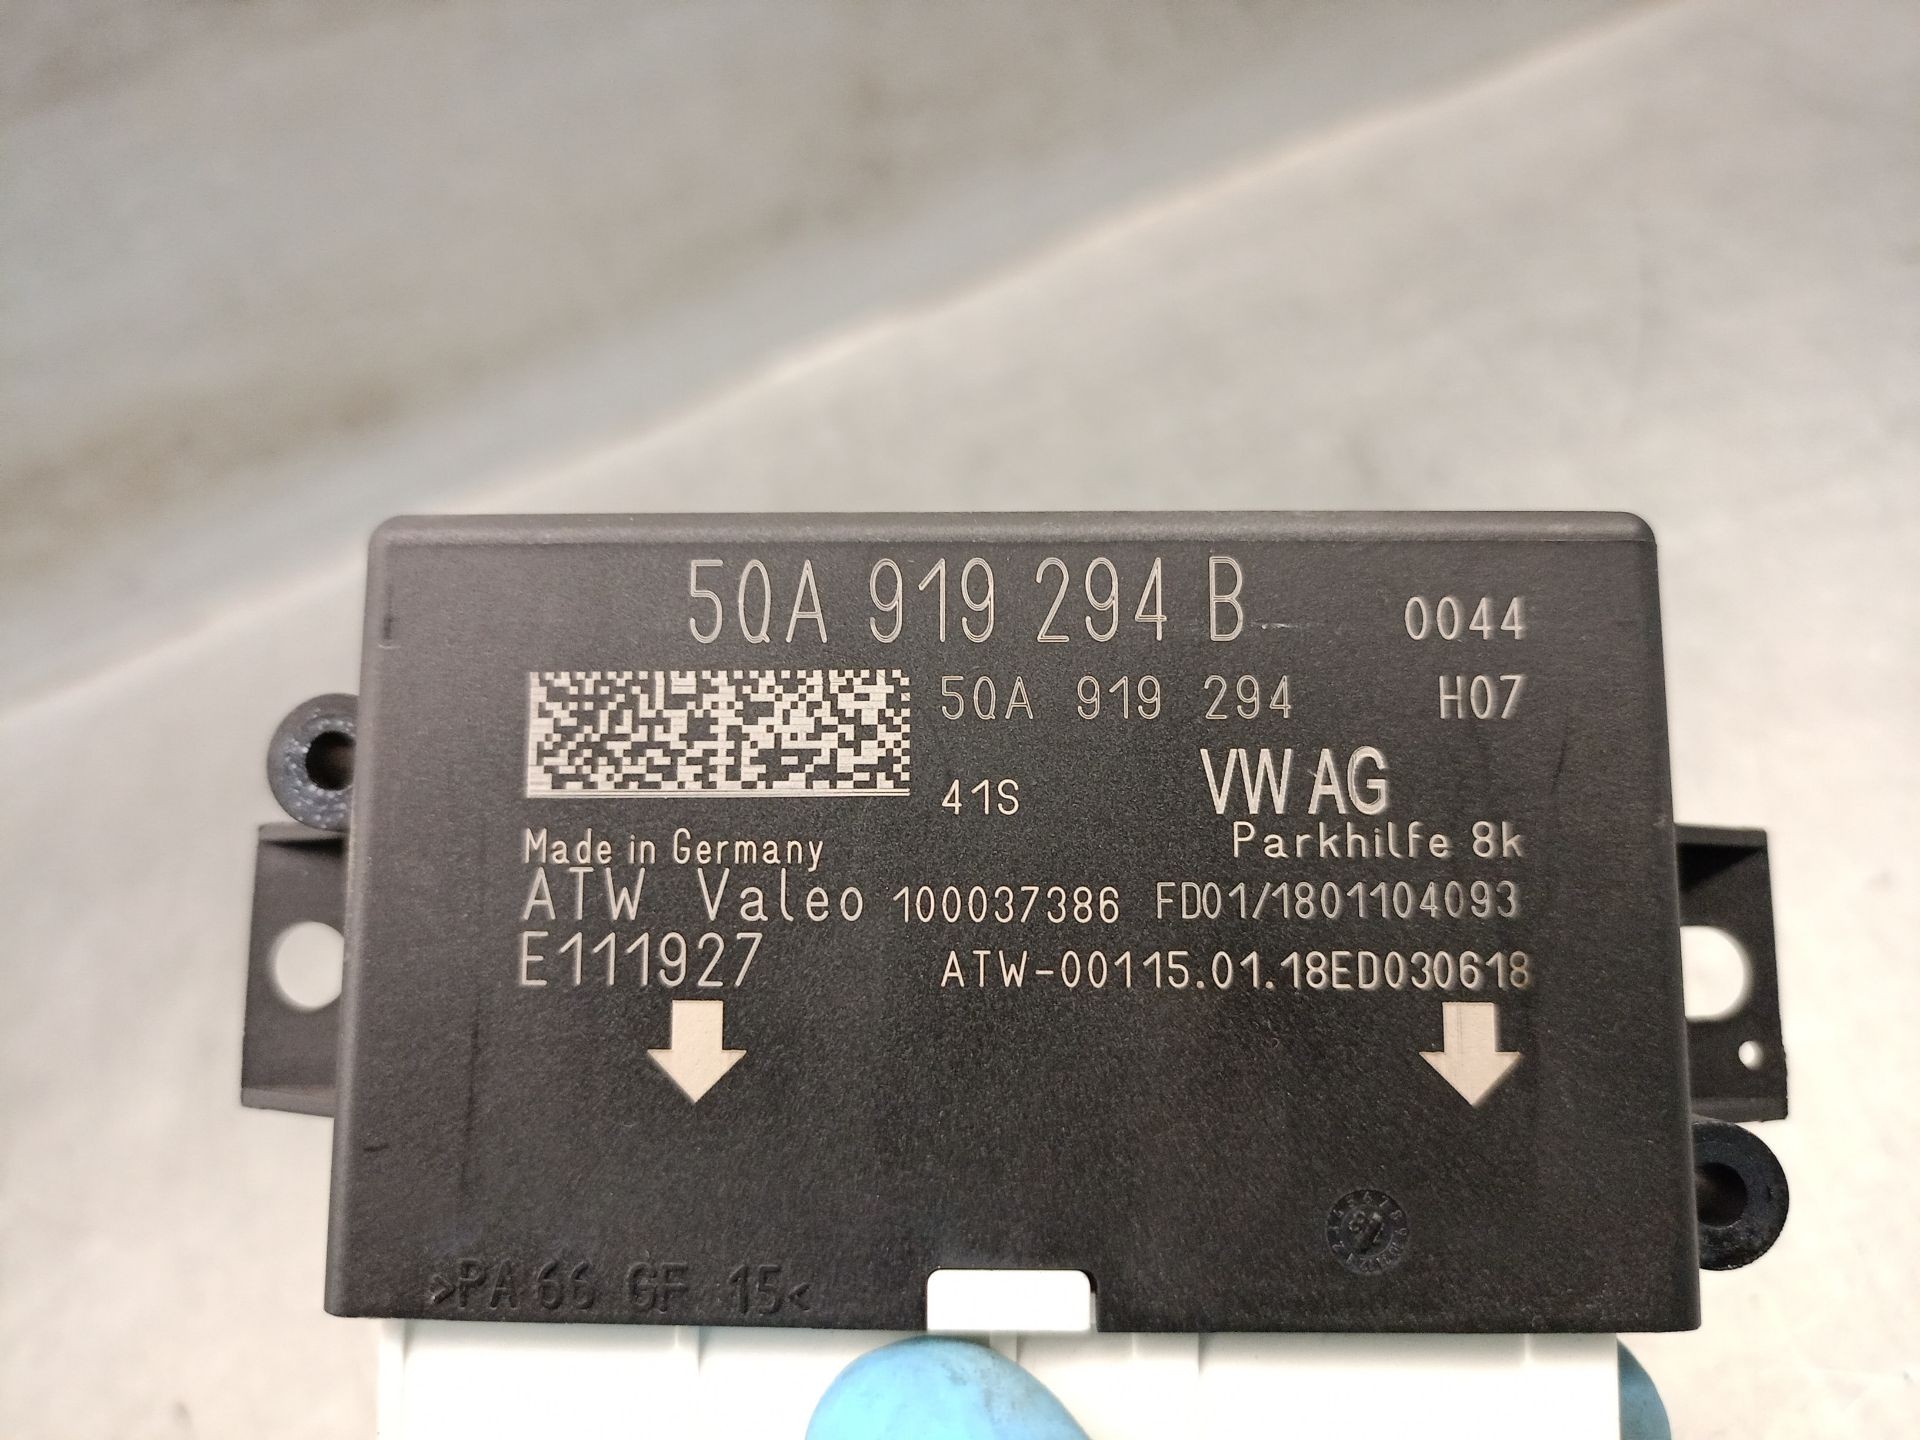 5QA 919 294 B 0044
5QA 919 294 H07
41S VW AG
Parkhilfe 8k
Made in Germany
ATW Valeo 100037386 FD01/1801104093
E111927 ATW-00115.01.18ED030618
>PA 66 GF 15<